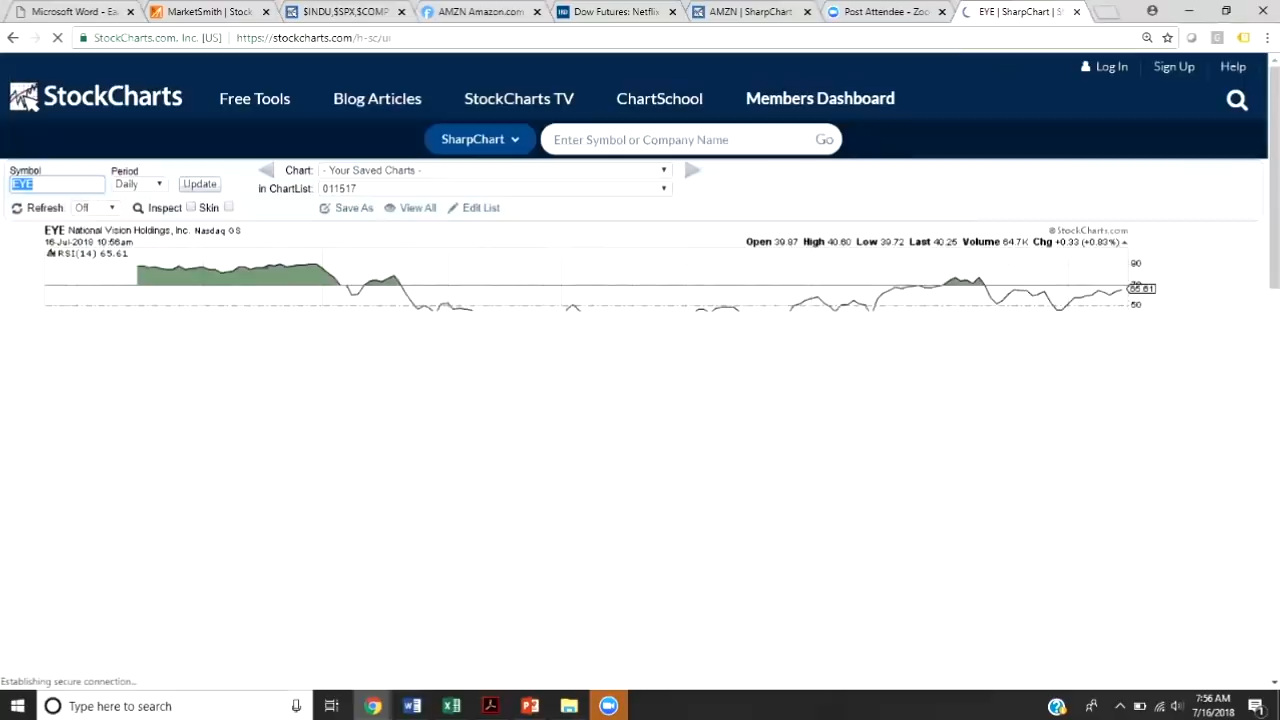 Microsoft Word - Ea
MarketSmith | Stock
$INDU,$SPX,$COMP
AMZN Amazon.com
Dow Futures: Netflix
AMZN | SharpChart
Post Attendee - Zoo
EYE | SharpChart | S
StockCharts.com, Inc. [US]
https://stockcharts.com/h-sc/ui
Log In
Sign Up
Help
StockCharts
Free Tools
Blog Articles
StockCharts TV
ChartSchool
Members Dashboard
SharpChart
Enter Symbol or Company Name
Go
Symbol
Period
Chart:
- Your Saved Charts -
EYE
Daily
Update
in ChartList:
011517
Refresh:
Off
Inspect
Skin
Save As
View All
Edit List
EYE National Vision Holdings, Inc. Nasdaq GS
© StockCharts.com
16-Jul-2018 10:56am
Open 39.87 High 40.60 Low 39.72 Last 40.25 Volume 64.7K Chg +0.33 (+0.83%)
RSI(14) 65.61
90
65.61
50
Establishing secure connection...
Type here to search
7:56 AM
7/16/2018